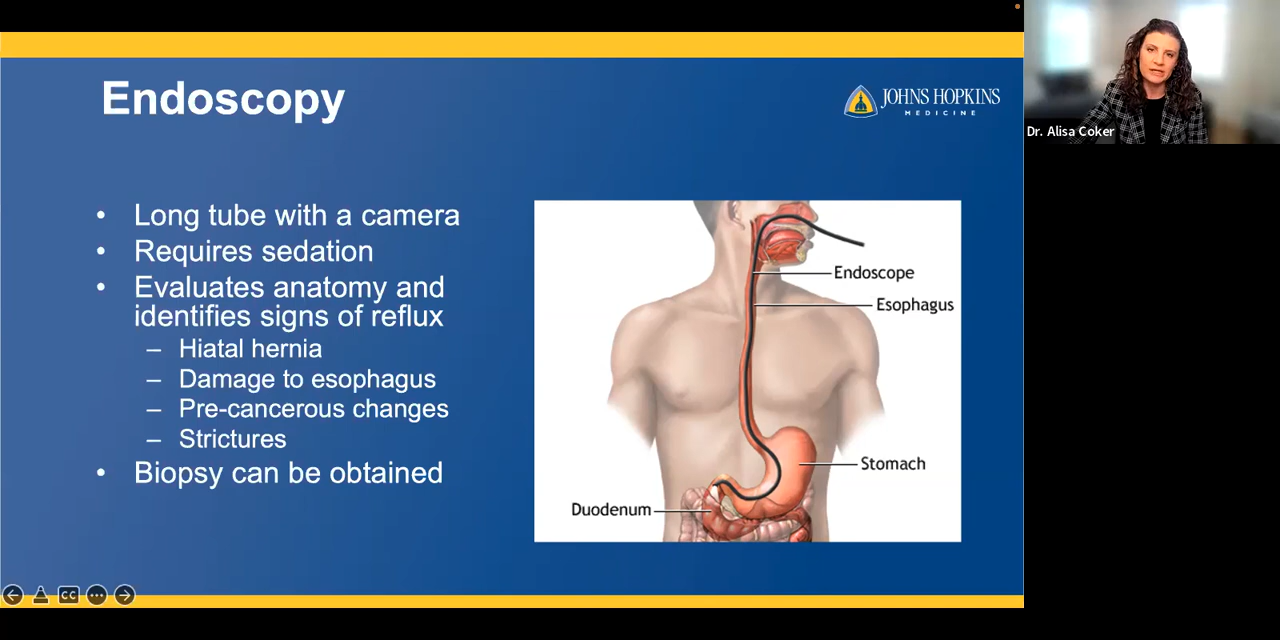 Endoscopy
JOHNS HOPKINS
MEDICINE
• Long tube with a camera
• Requires sedation
• Evaluates anatomy and
identifies signs of reflux
– Hiatal hernia
– Damage to esophagus
– Pre-cancerous changes
– Strictures
• Biopsy can be obtained
Endoscope
Esophagus
Stomach
Duodenum
CC
Dr. Alisa Coker